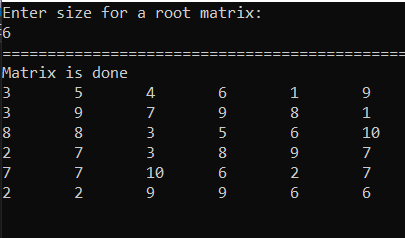 Enter size for a root matrix:
6
=============================================
Matrix is done
3 5 4 6 1 9
3 9 7 9 8 1
8 8 3 5 6 10
2 7 3 8 9 7
7 7 10 6 2 7
2 2 9 9 6 6